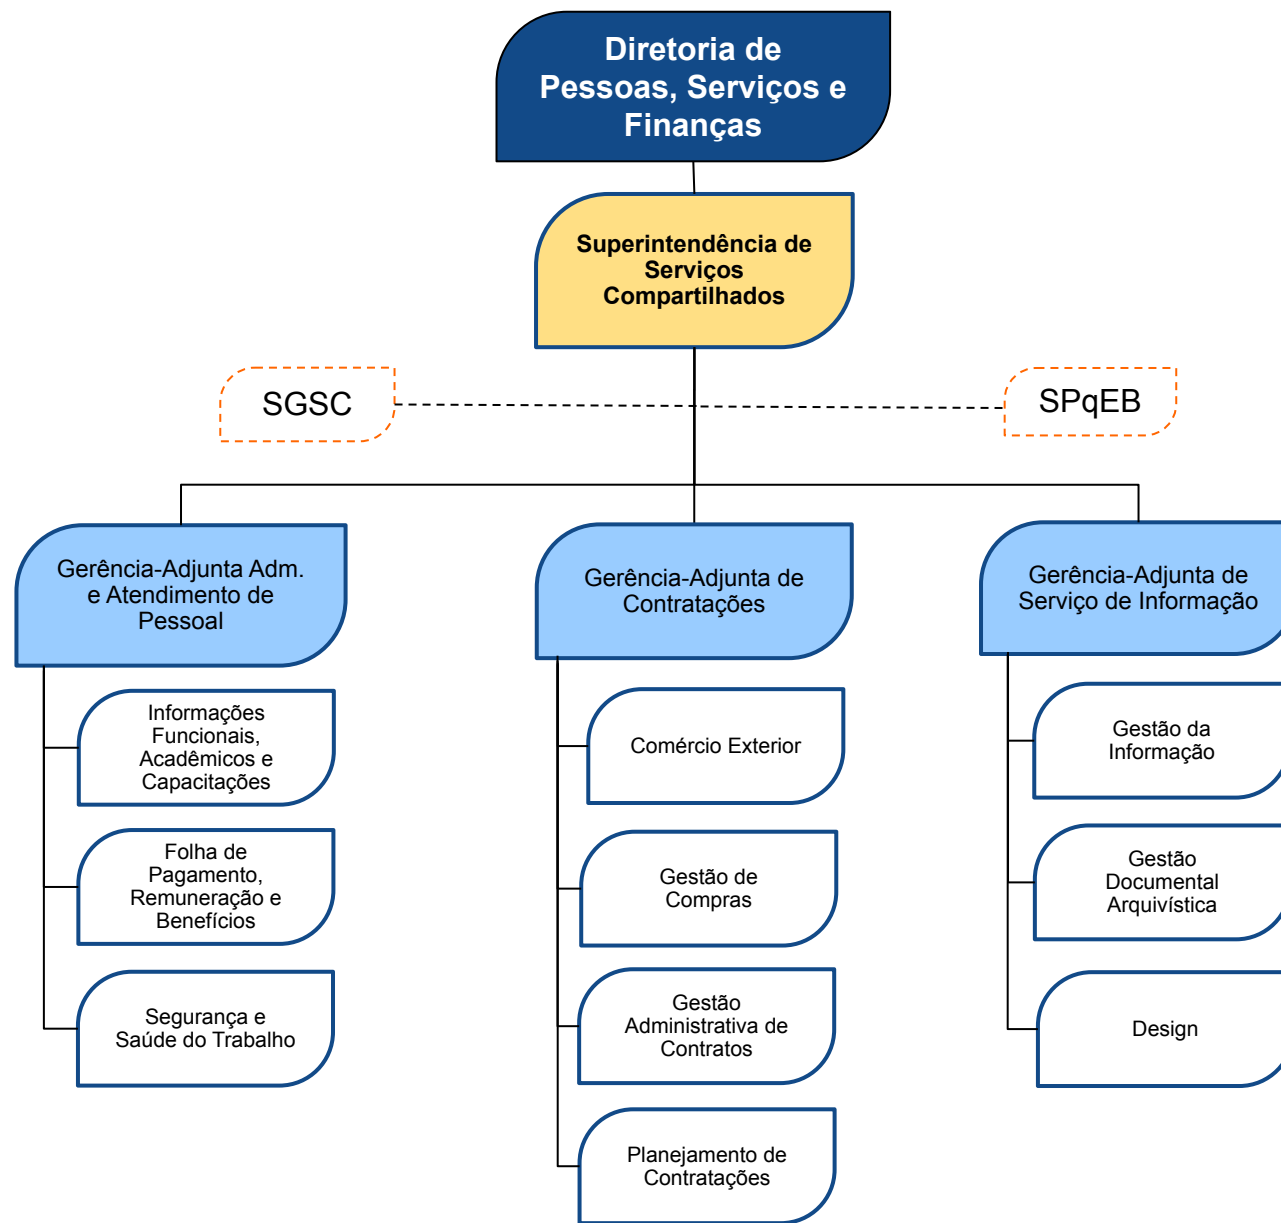 Diretoria de
Pessoas, Serviços e
Finanças
Superintendência de
Serviços
Compartilhados
SGSC
SPqEB
Gerência-Adjunta Adm.
e Atendimento de
Pessoal
Gerência-Adjunta de
Contratações
Gerência-Adjunta de
Serviço de Informação
Informações
Funcionais,
Acadêmicos e
Capacitações
Folha de
Pagamento,
Remuneração e
Benefícios
Segurança e
Saúde do Trabalho
Comércio Exterior
Gestão de
Compras
Gestão
Administrativa de
Contratos
Planejamento de
Contratações
Gestão da
Informação
Gestão
Documental
Arquivística
Design